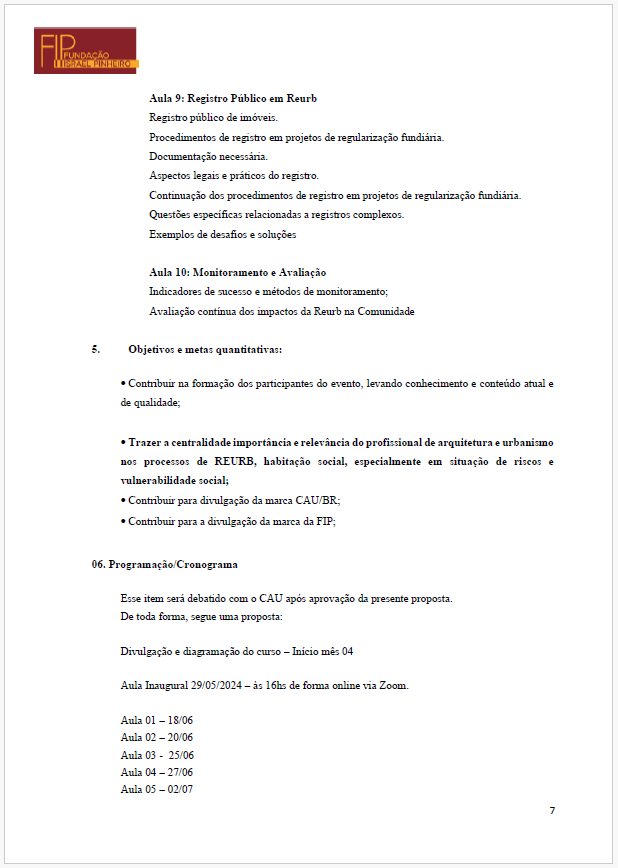 FIP
FUNDAÇÃO
ISRAEL PINHEIRO
Aula 9: Registro Público em Reurb
Registro público de imóveis.
Procedimentos de registro em projetos de regularização fundiária.
Documentação necessária.
Aspectos legais e práticos do registro.
Continuação dos procedimentos de registro em projetos de regularização fundiária.
Questões específicas relacionadas a registros complexos.
Exemplos de desafios e soluções
Aula 10: Monitoramento e Avaliação
Indicadores de sucesso e métodos de monitoramento;
Avaliação contínua dos impactos da Reurb na Comunidade
5. Objetivos e metas quantitativas:
• Contribuir na formação dos participantes do evento, levando conhecimento e conteúdo atual e
de qualidade;
• Trazer a centralidade importância e relevância do profissional de arquitetura e urbanismo
nos processos de REURB, habitação social, especialmente em situação de riscos e
vulnerabilidade social;
• Contribuir para divulgação da marca CAU/BR;
• Contribuir para a divulgação da marca da FIP;
06. Programação/Cronograma
Esse item será debatido com o CAU após aprovação da presente proposta.
De toda forma, segue uma proposta:
Divulgação e diagramação do curso – Início mês 04
Aula Inaugural 29/05/2024 – às 16hs de forma online via Zoom.
Aula 01 – 18/06
Aula 02 – 20/06
Aula 03 - 25/06
Aula 04 – 27/06
Aula 05 – 02/07
7